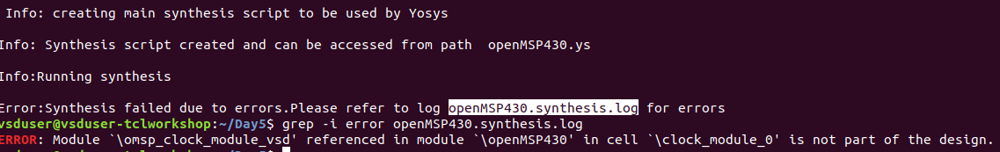 Info: creating main synthesis script to be used by Yosys
Info: Synthesis script created and can be accessed from path  openMSP430.ys
Info:Running synthesis
Error:Synthesis failed due to errors.Please refer to log openMSP430.synthesis.log for errors
vsduser@vsduser-tclworkshop:~/Day5$ grep -i error openMSP430.synthesis.log
ERROR: Module `\omsp_clock_module_vsd' referenced in module `\openMSP430' in cell `\clock_module_0' is not part of the design.